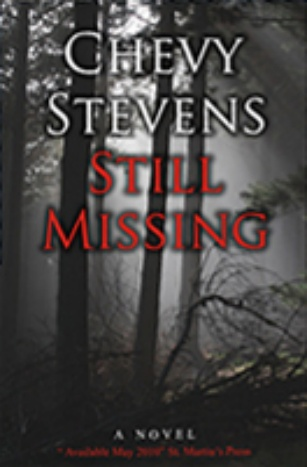 CHEVY
STEVENS
STILL
MISSING
A NOVEL
"Available May 2010" St. Martin's Press